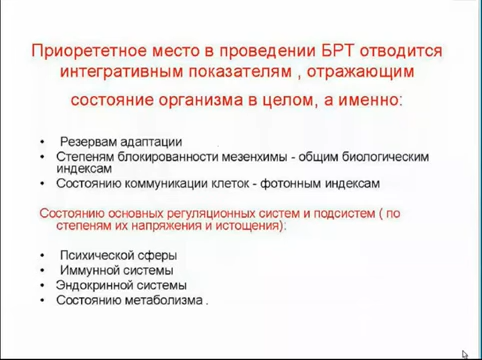 Приоретeтное место в проведении БРТ отводится
интегративным показателям , отражающим
состояние организма в целом, а именно:
• Резервам адаптации
• Степеням блокированности мезенхимы - общим биологическим
индексам
• Состоянию коммуникации клеток - фотонным индексам
Состоянию основных регуляционных систем и подсистем ( по
степеням их напряжения и истощения):
• Психической сферы
• Иммунной системы
• Эндокринной системы
• Состоянию метаболизма .